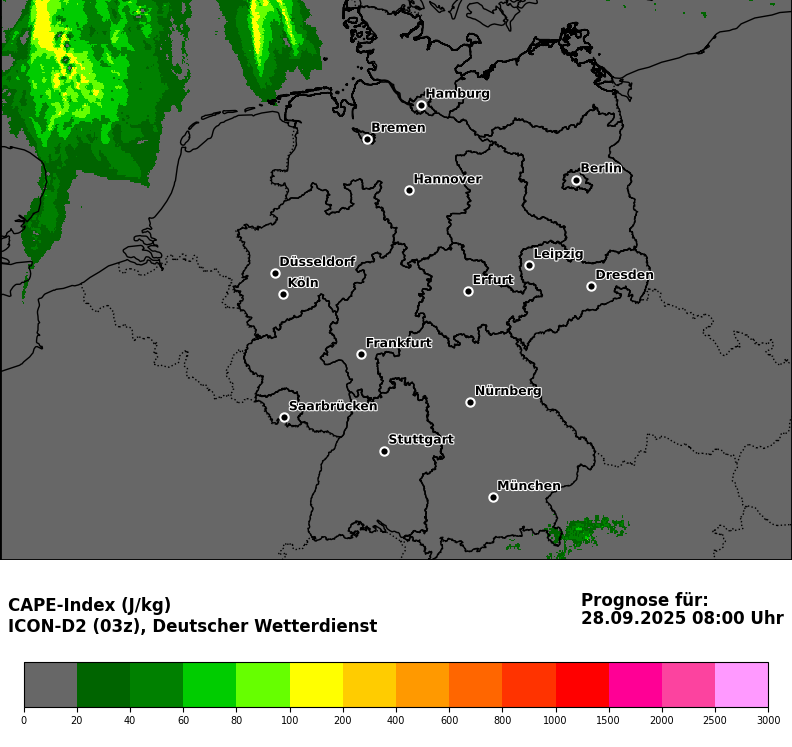 Hamburg
Bremen
Berlin
Hannover
Leipzig
Düsseldorf
Dresden
Erfurt
Köln
Frankfurt
Nürnberg
Saarbrücken
Stuttgart
München
CAPE-Index (J/kg)
ICON-D2 (03z), Deutscher Wetterdienst
Prognose für:
28.09.2025 08:00 Uhr
0 20 40 60 80 100 200 400 600 800 1000 1500 2000 2500 3000